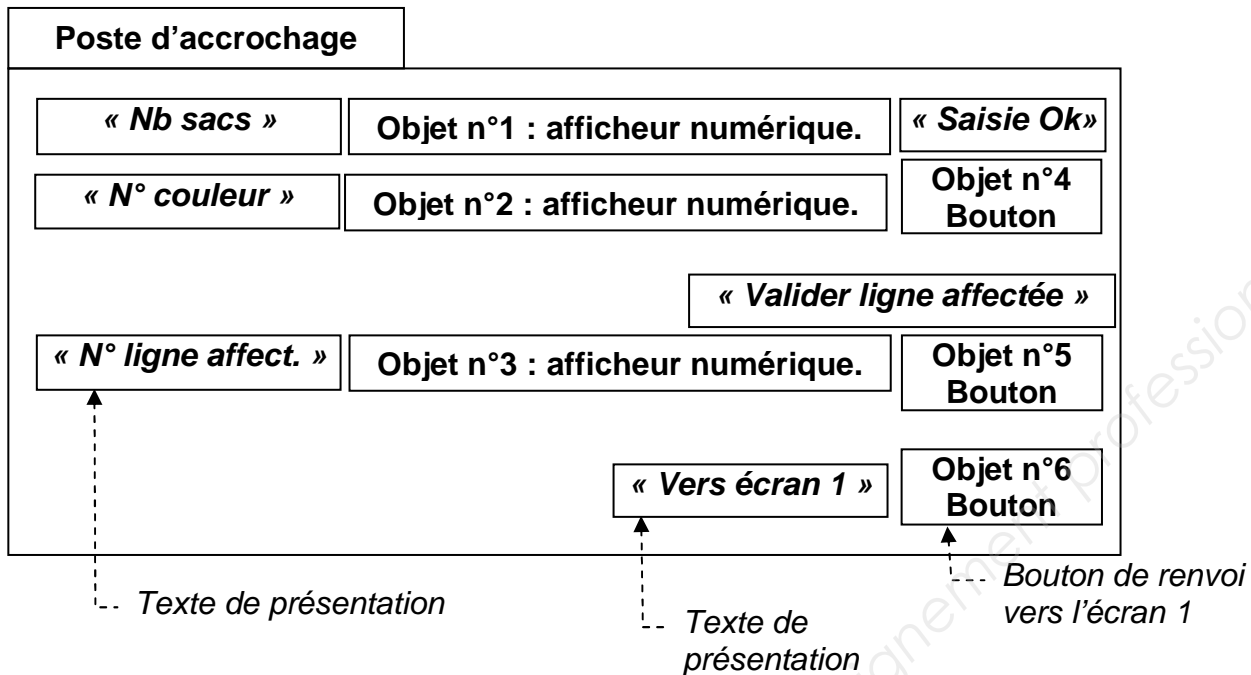 Poste d'accrochage
« Nb sacs »
Objet n°1 : afficheur numérique.
« Saisie Ok»
« N° couleur »
Objet n°2 : afficheur numérique.
Objet n°4
Bouton
« Valider ligne affectée »
« N° ligne affect. »
Objet n°3 : afficheur numérique.
Objet n°5
Bouton
« Vers écran 1 »
Objet n°6
Bouton
Texte de présentation
Texte de
présentation
Bouton de renvoi
vers l'écran 1